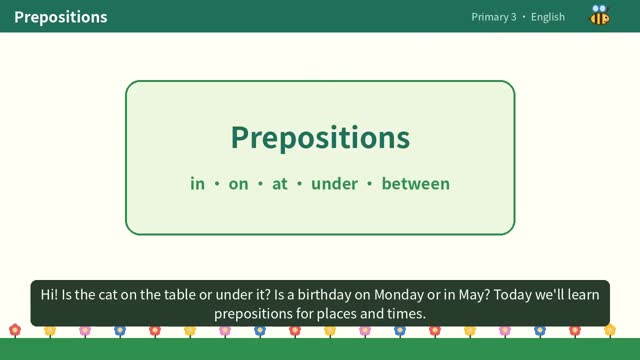 Prepositions
Primary 3 • English
Prepositions
in • on • at • under • between
Hi! Is the cat on the table or under it? Is a birthday on Monday or in May? Today we'll learn
prepositions for places and times.